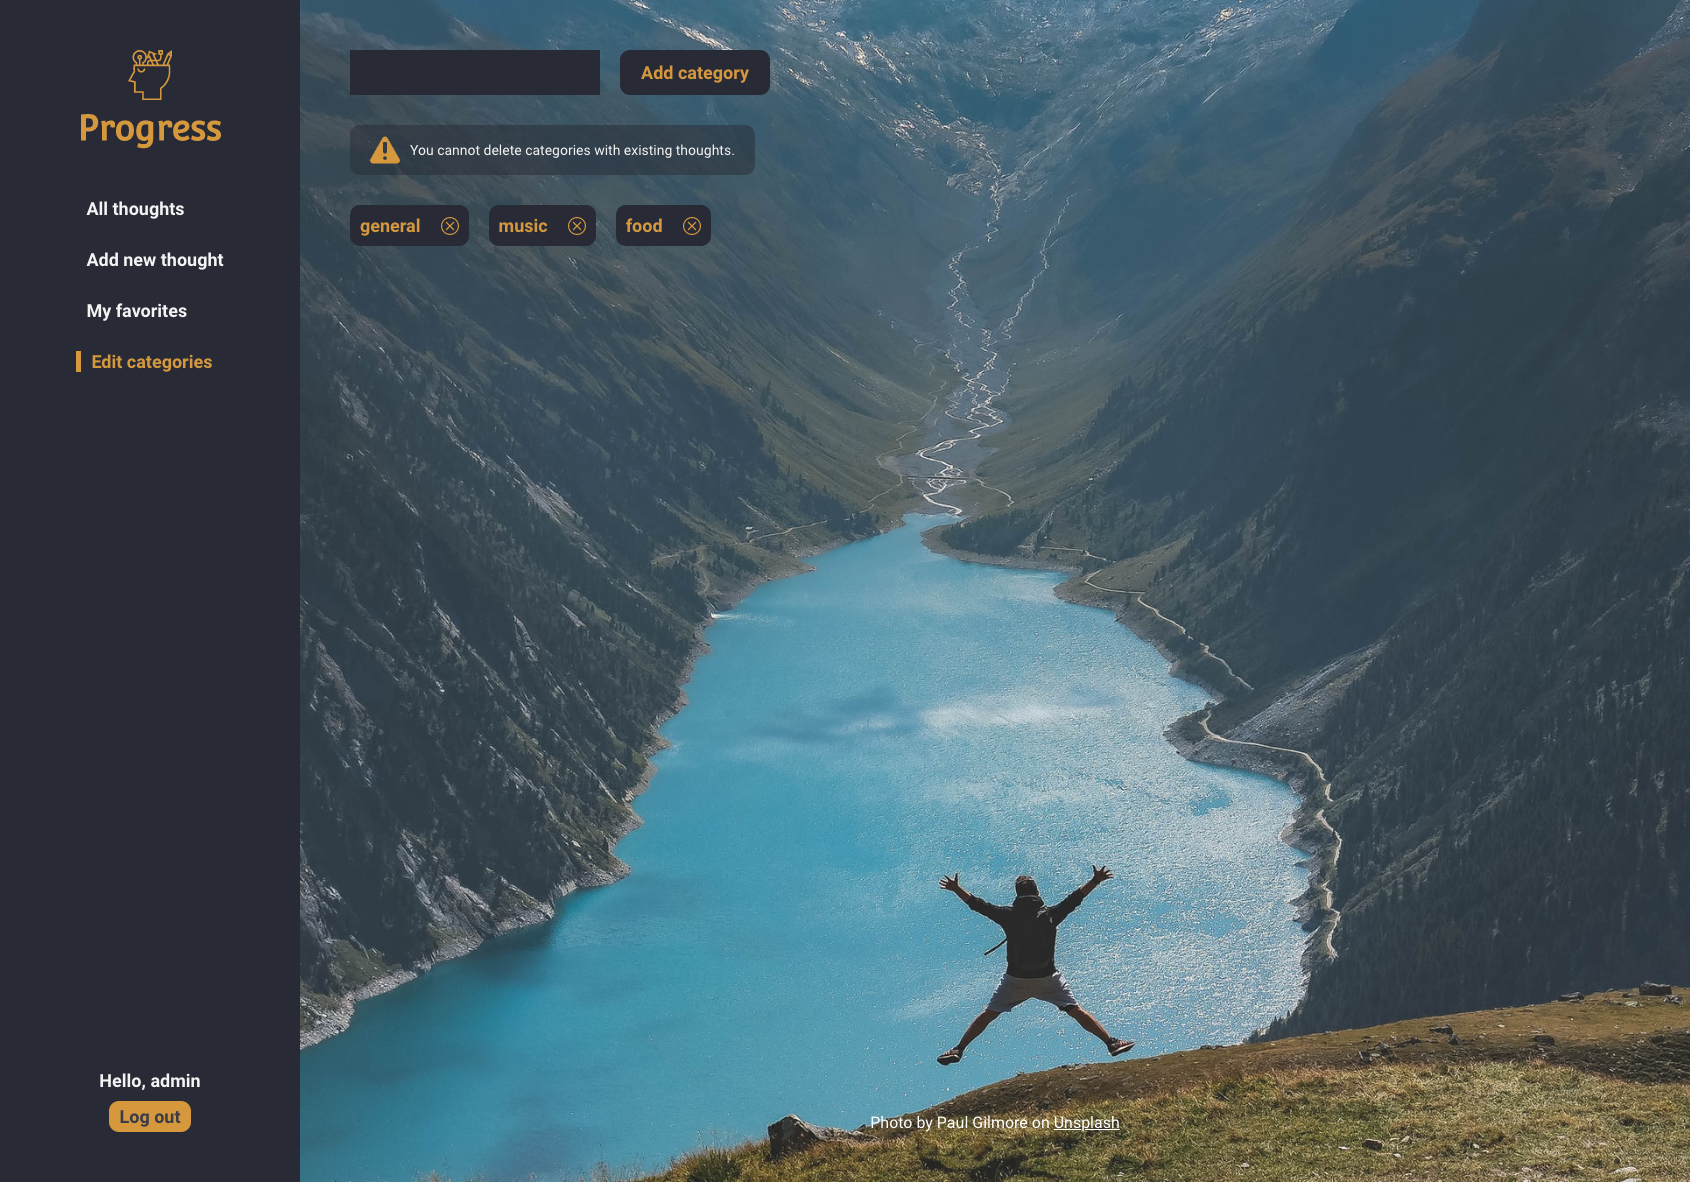 Progress
All thoughts
Add new thought
My favorites
Edit categories
Hello, admin
Log out
Add category
You cannot delete categories with existing thoughts.
general
music
food
Photo by Paul Gilmore on Unsplash